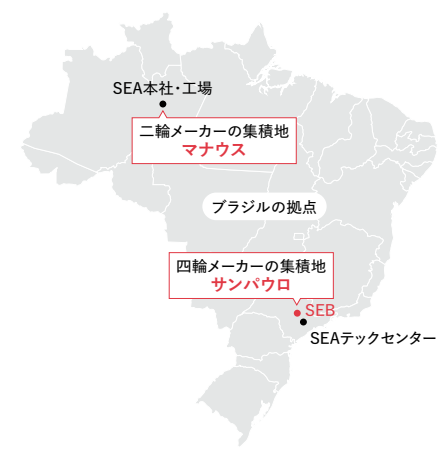 SEA本社・工場
二輪メーカーの集積地
マナウス
ブラジルの拠点
四輪メーカーの集積地
サンパウロ
SEB
SEAテックセンター